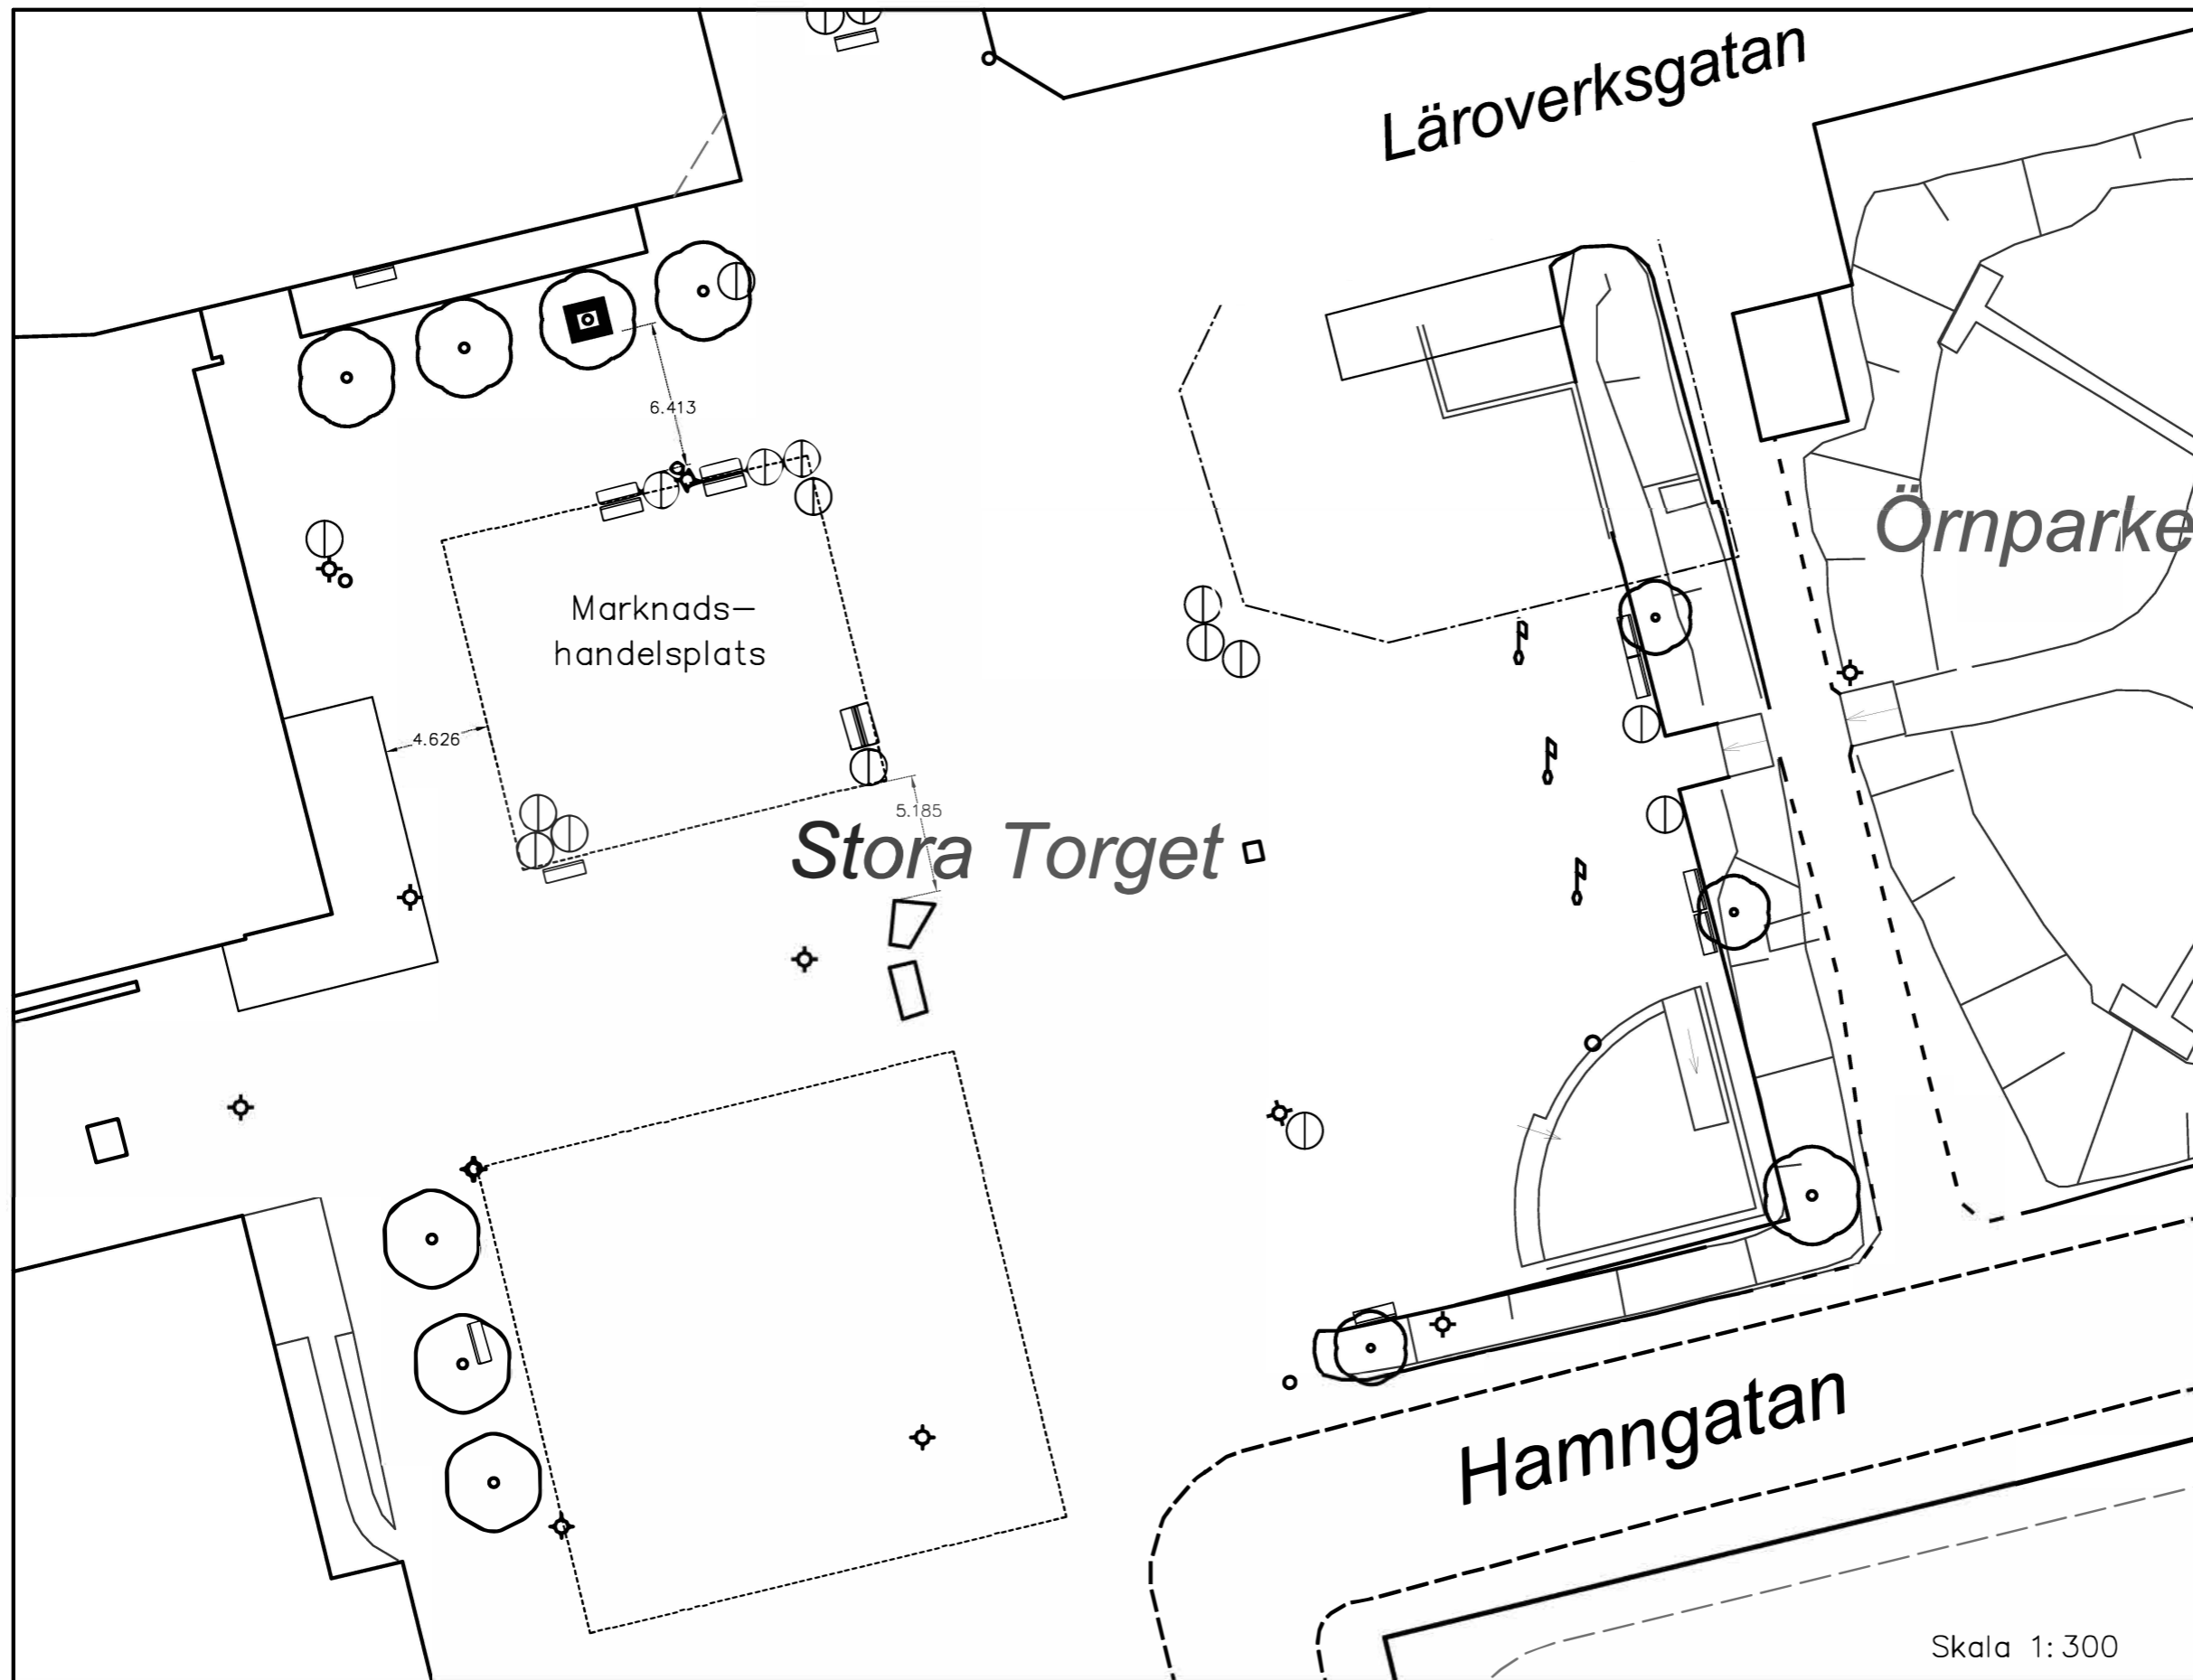 Läroverksgatan
6.413
Örnparke
Marknads–
handelsplats
4.626
5.185
Stora Torget
Hamngatan
Skala 1:300